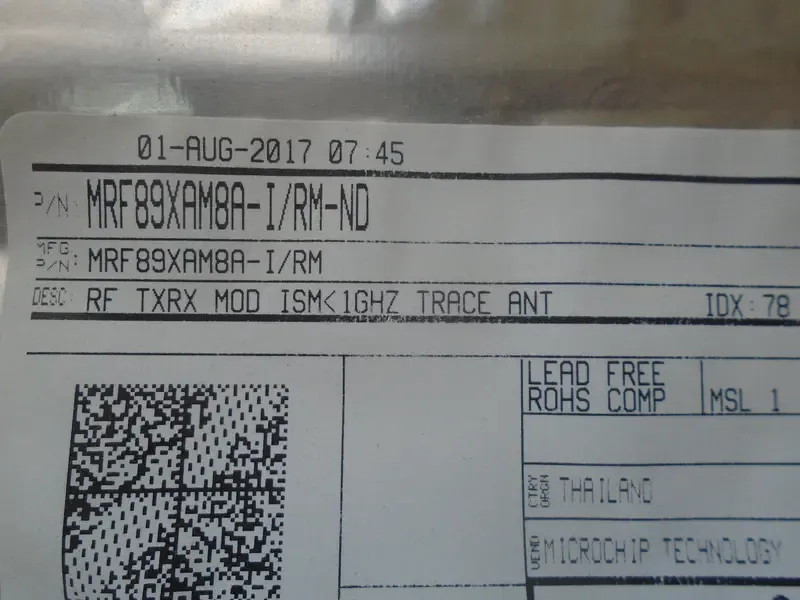 01-AUG-2017 07:45
P/N: MRF89XAM8A-I/RM-ND
MFG P/N: MRF89XAM8A-I/RM
DESC: RF TXRX MOD ISM<1GHZ TRACE ANT IDX: 78
LEAD FREE
ROHS COMP
MSL 1
CTRY ORGN THAILAND
VEND MICROCHIP TECHNOLOGY